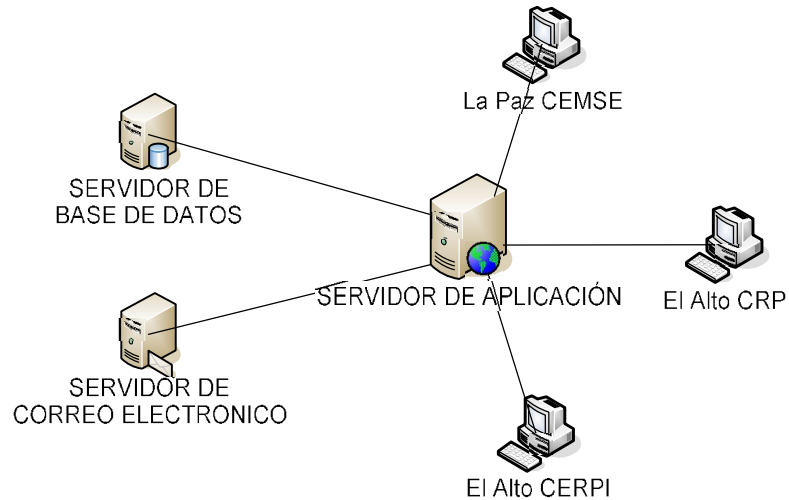 La Paz CEMSE
SERVIDOR DE
BASE DE DATOS
SERVIDOR DE APLICACIÓN
El Alto CRP
SERVIDOR DE
CORREO ELECTRONICO
El Alto CERPI